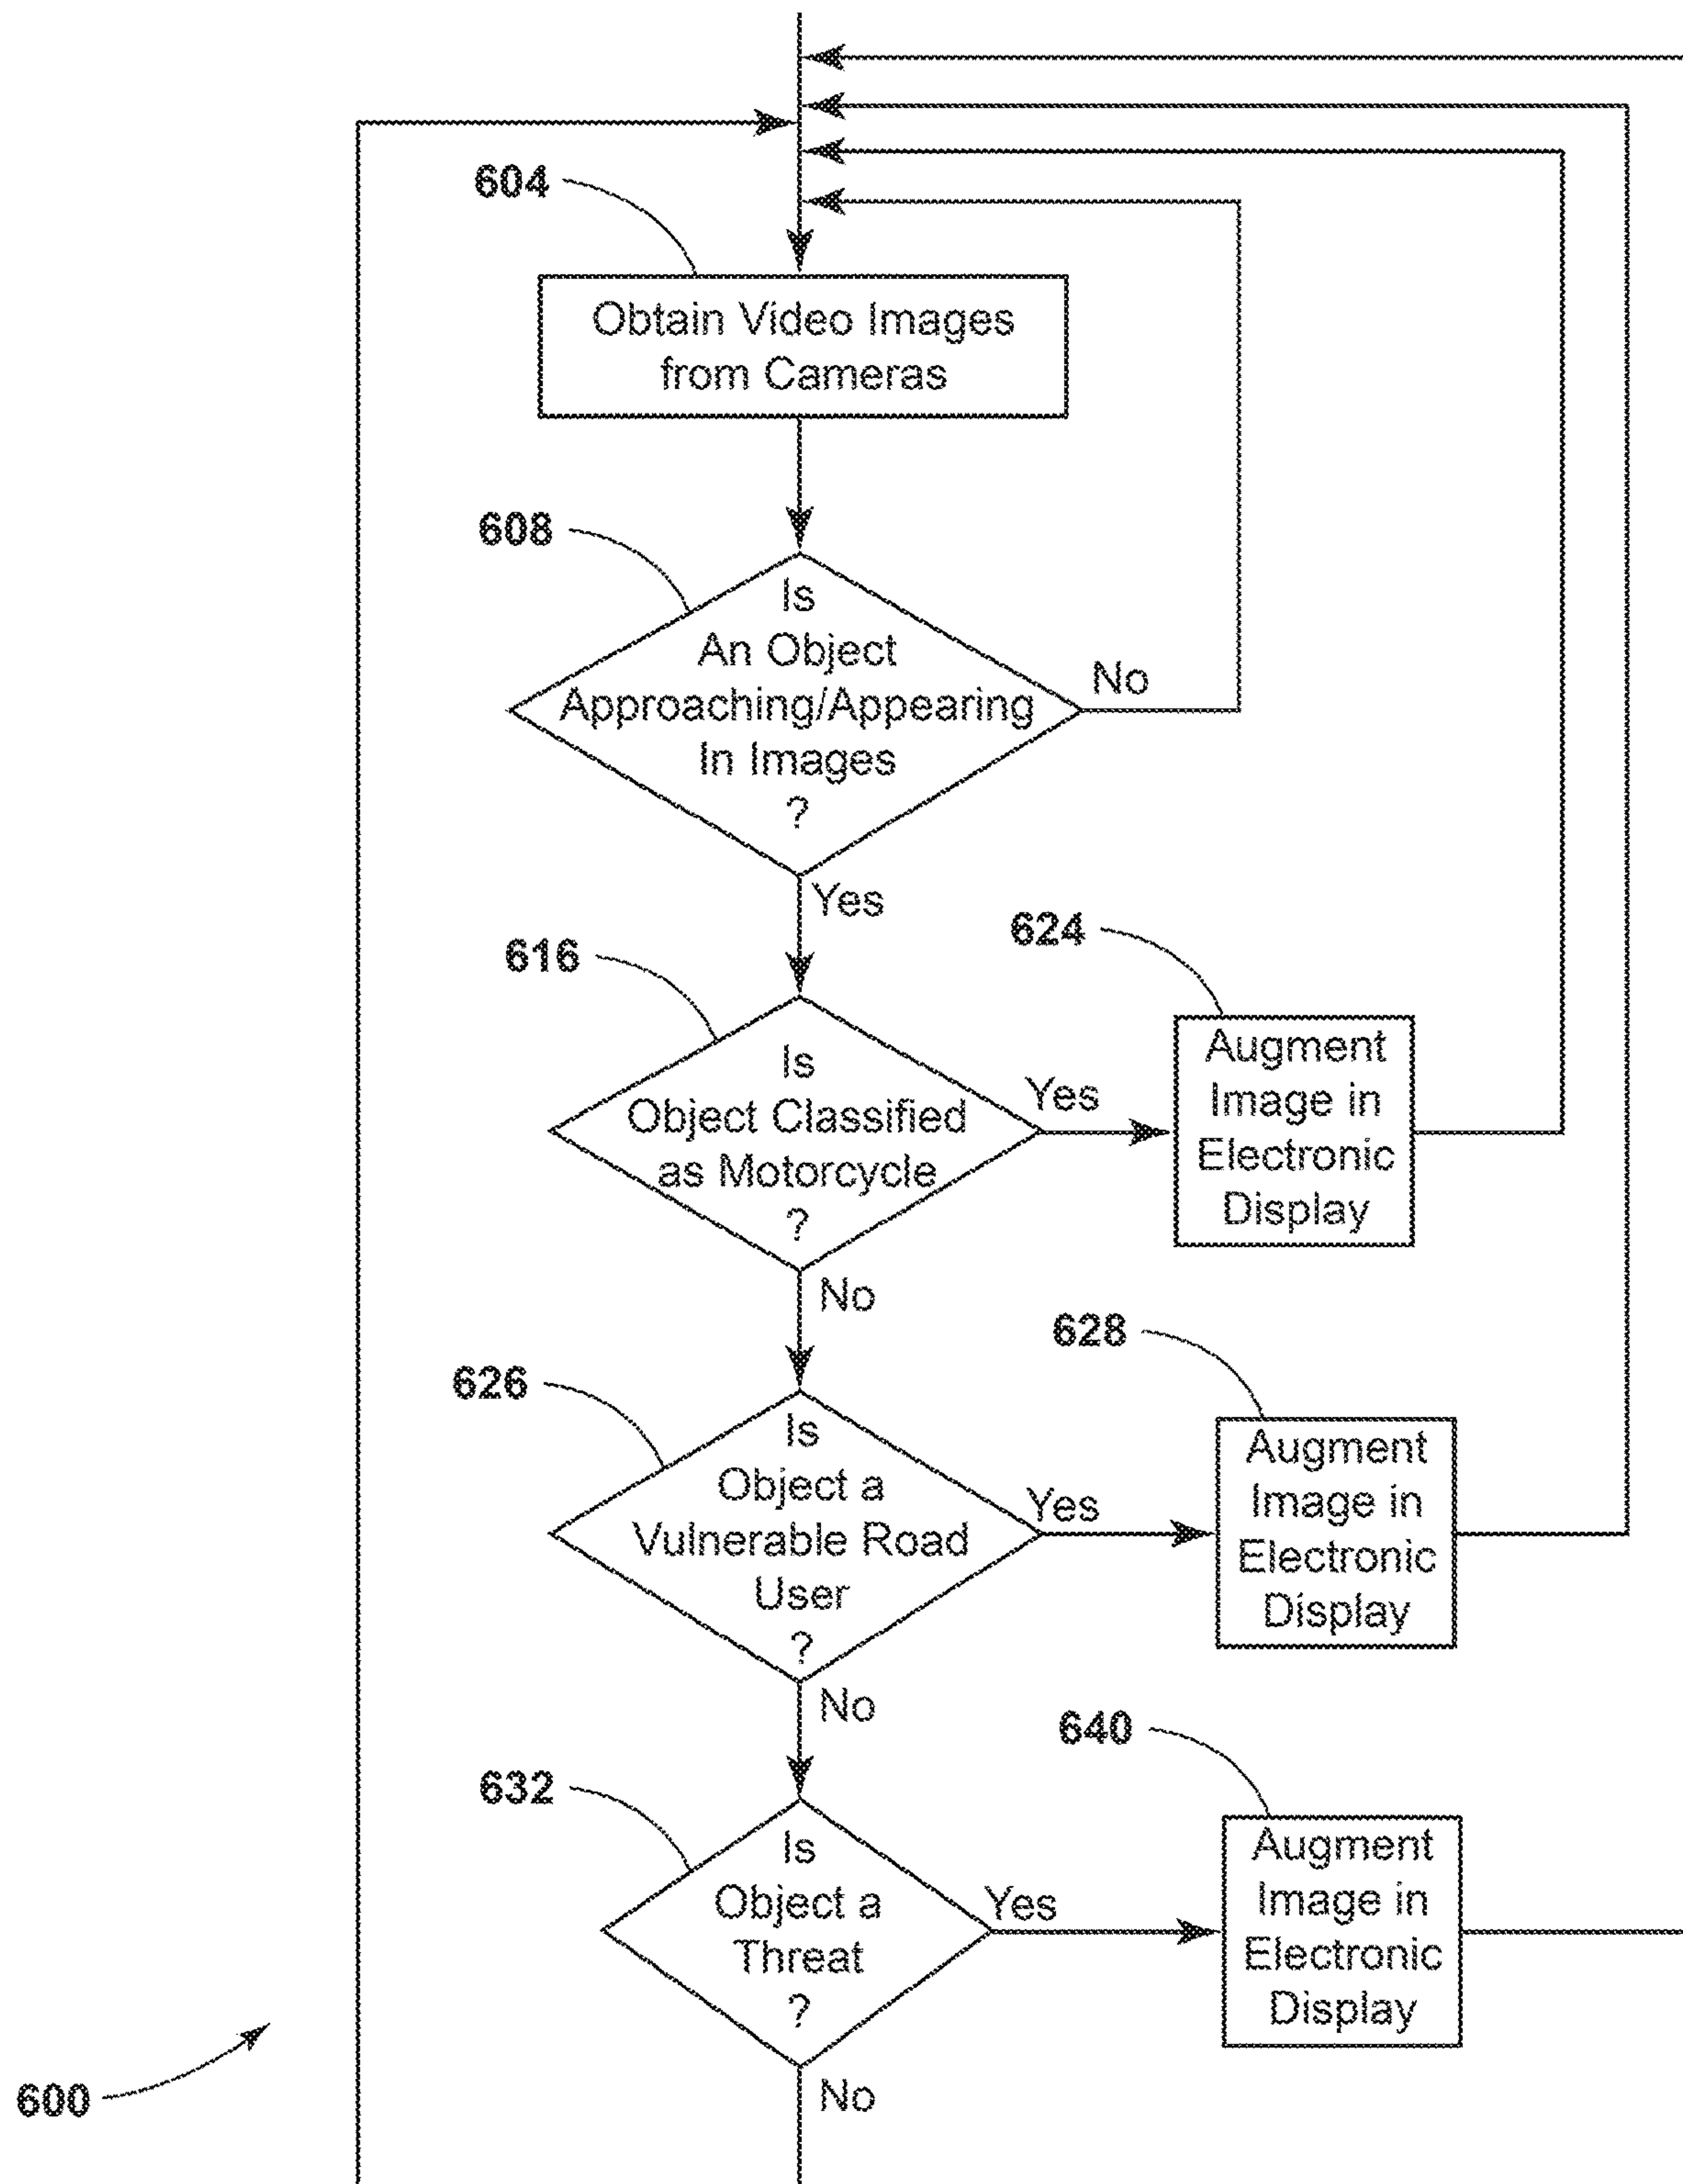 604
Obtain Video Images
from Cameras
608
Is
An Object
Approaching/Appearing
In Images
?
No
Yes
616
Is
Object Classified
as Motorcycle
?
Yes
624
Augment
Image in
Electronic
Display
No
626
Is
Object a
Vulnerable Road
User
?
Yes
628
Augment
Image in
Electronic
Display
No
632
Is
Object a
Threat
?
Yes
640
Augment
Image in
Electronic
Display
No
600